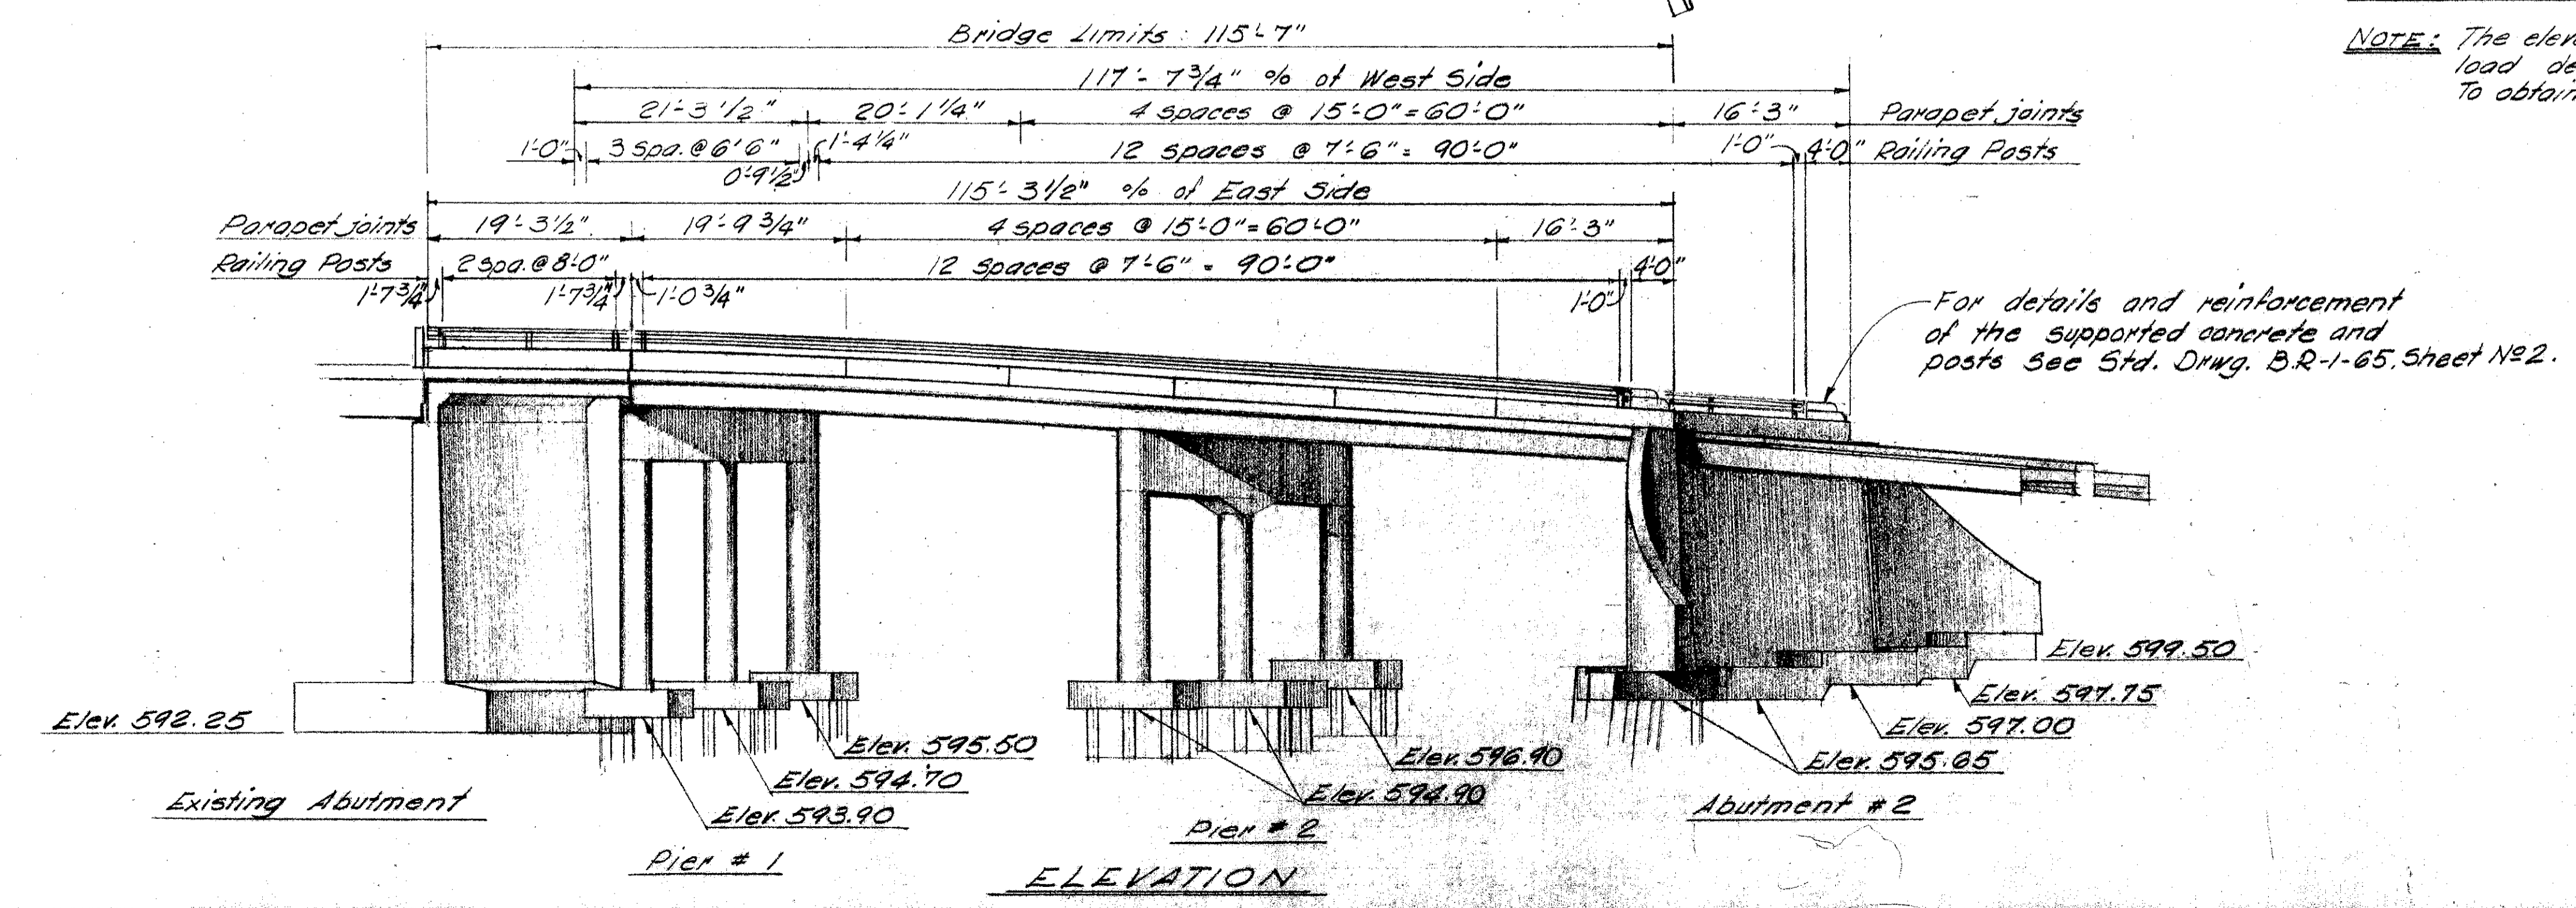 Bridge Limits : 115'-7"
NOTE: The elev
load de
To obtain
117'- 7 3/4" % of West Side
21'-3 1/2" 20'-1 1/4" 4 spaces @ 15'-0" = 60'-0" 16'-3" Parapet joints
1'-0" 3 spa. @ 6'6" 1'-4 1/4" 12 spaces @ 7'-6" = 90'-0" 1'-0" 4'-0" Railing Posts
0'-9 1/2"
115'- 3 1/2" % of East Side
Parapet joints 19'-3 1/2" 19'-9 3/4" 4 spaces @ 15'-0" = 60'-0" 16'-3"
Railing Posts 2 spa. @ 8'-0" 12 spaces @ 7'-6" = 90'-0" 4'-0"
1'-7 3/4" 1'-7 3/4" 1'-0 3/4" 1'-0"
For details and reinforcement
of the supported concrete and
posts see Std. Drwg. B.R-1-65, Sheet Nº 2.
Elev. 599.50
Elev. 597.75
Elev. 592.25 Elev. 597.00
Elev. 595.50 Elev. 596.90 Elev. 595.65
Elev. 594.70 Elev. 594.90
Elev. 593.90
Existing Abutment Abutment # 2
Pier # 2
Pier # 1
ELEVATION